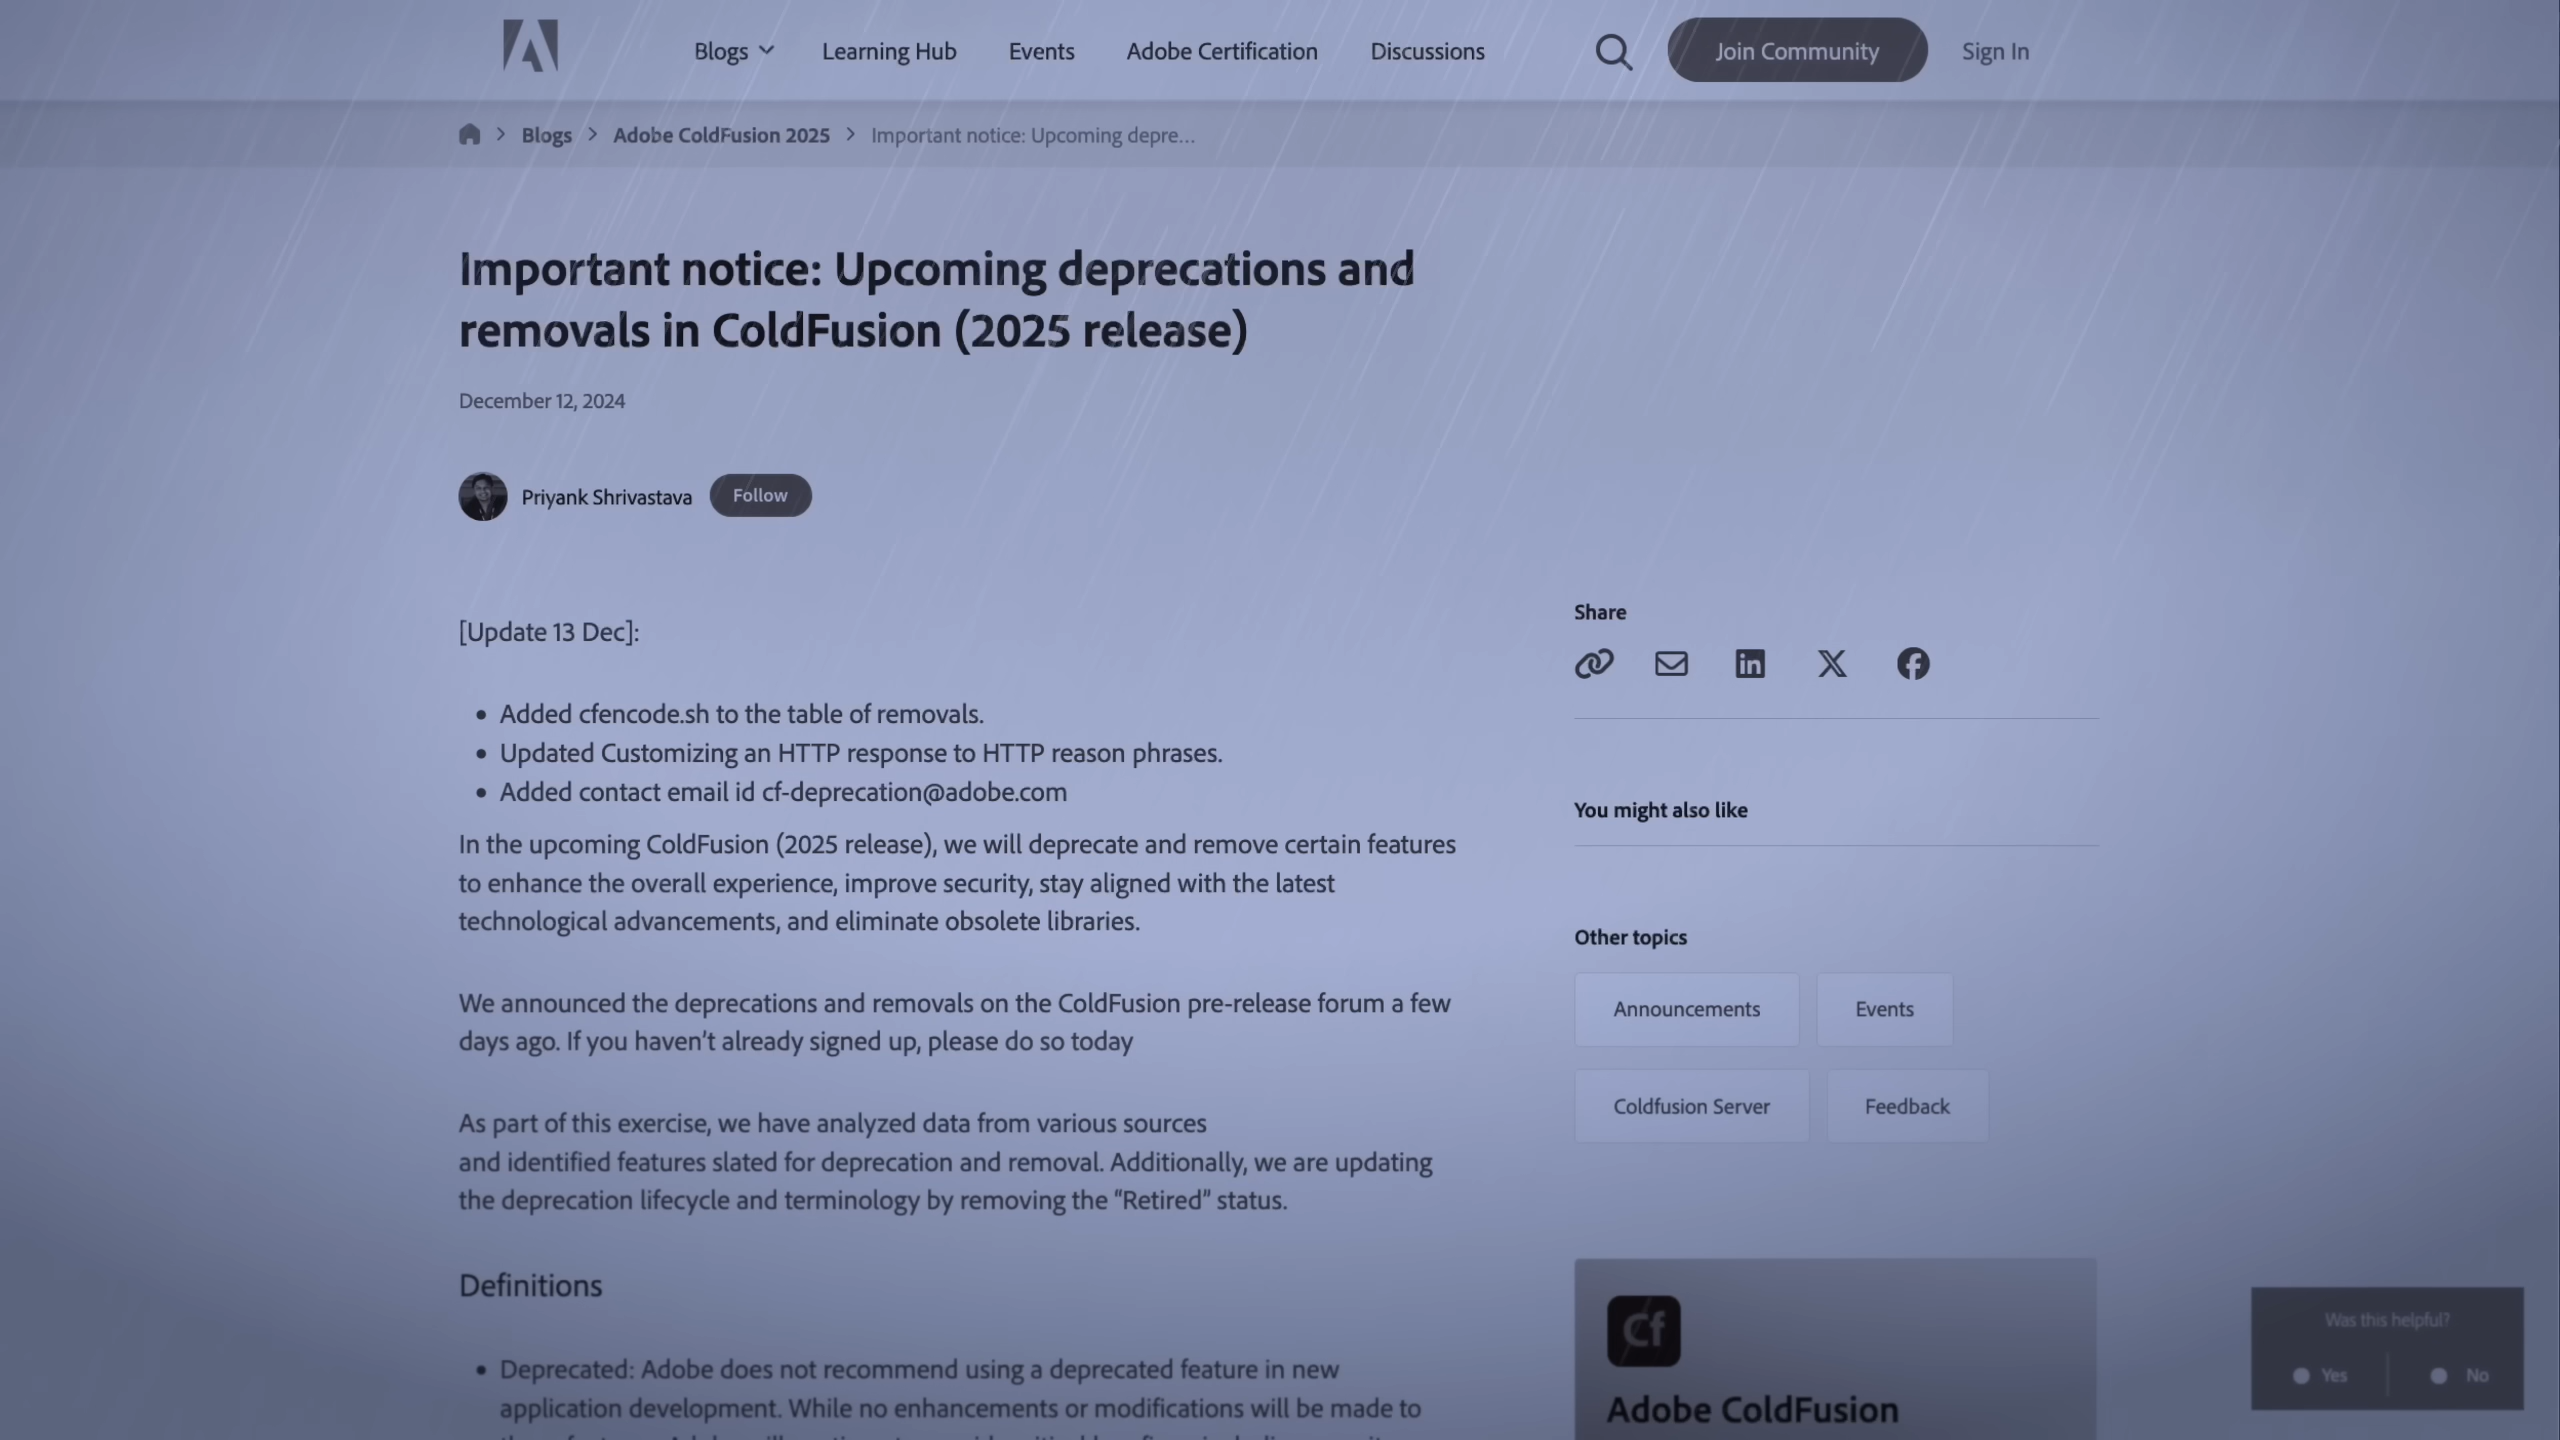 Blogs
Learning Hub
Events
Adobe Certification
Discussions
Join Community
Sign In
Blogs
Adobe ColdFusion 2025
Important notice: Upcoming depre...
Important notice: Upcoming deprecations and
removals in ColdFusion (2025 release)
December 12, 2024
Priyank Shrivastava
Follow
[Update 13 Dec]:
• Added cfencode.sh to the table of removals.
• Updated Customizing an HTTP response to HTTP reason phrases.
• Added contact email id cf-deprecation@adobe.com
In the upcoming ColdFusion (2025 release), we will deprecate and remove certain features
to enhance the overall experience, improve security, stay aligned with the latest
technological advancements, and eliminate obsolete libraries.
We announced the deprecations and removals on the ColdFusion pre-release forum a few
days ago. If you haven’t already signed up, please do so today
As part of this exercise, we have analyzed data from various sources
and identified features slated for deprecation and removal. Additionally, we are updating
the deprecation lifecycle and terminology by removing the “Retired” status.
Definitions
• Deprecated: Adobe does not recommend using a deprecated feature in new
application development. While no enhancements or modifications will be made to
Share
You might also like
Other topics
Announcements
Events
Coldfusion Server
Feedback
Cf
Adobe ColdFusion
Was this helpful?
Yes
No